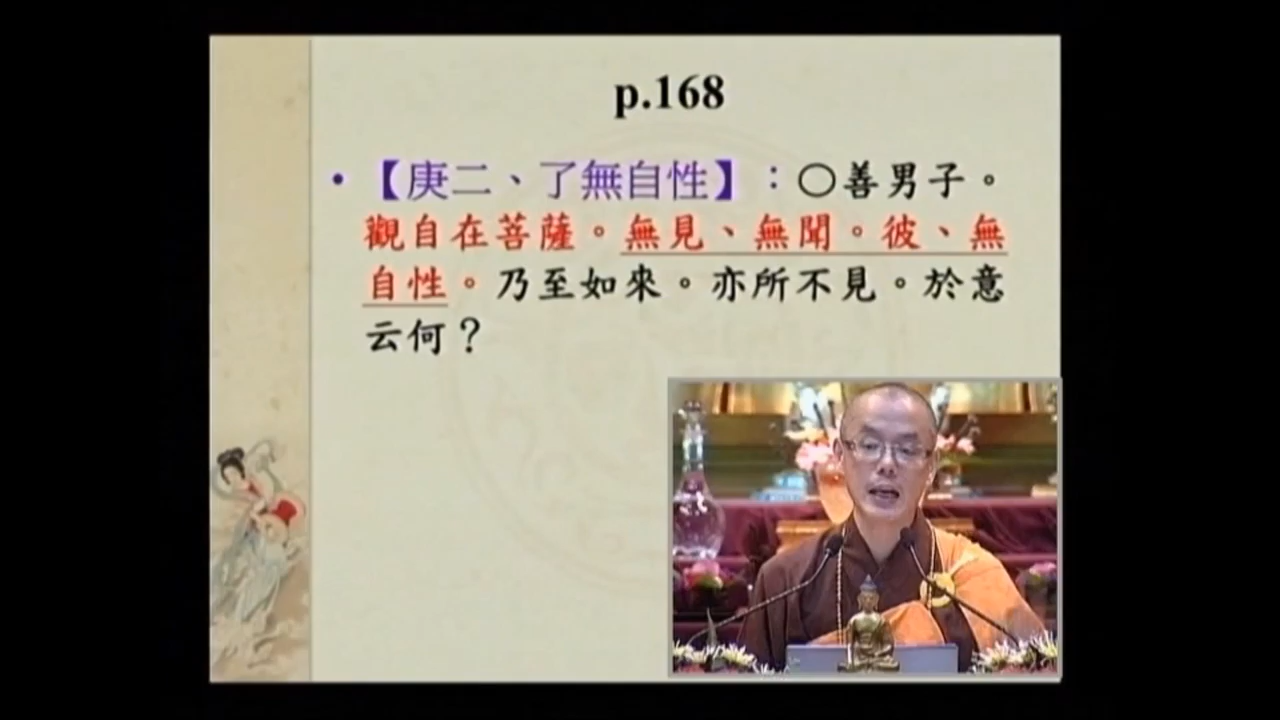 p.168
•【庚二、了無自性】：○善男子。
觀自在菩薩。無見、無聞。彼、無
自性。乃至如來。亦所不見。於意
云何？